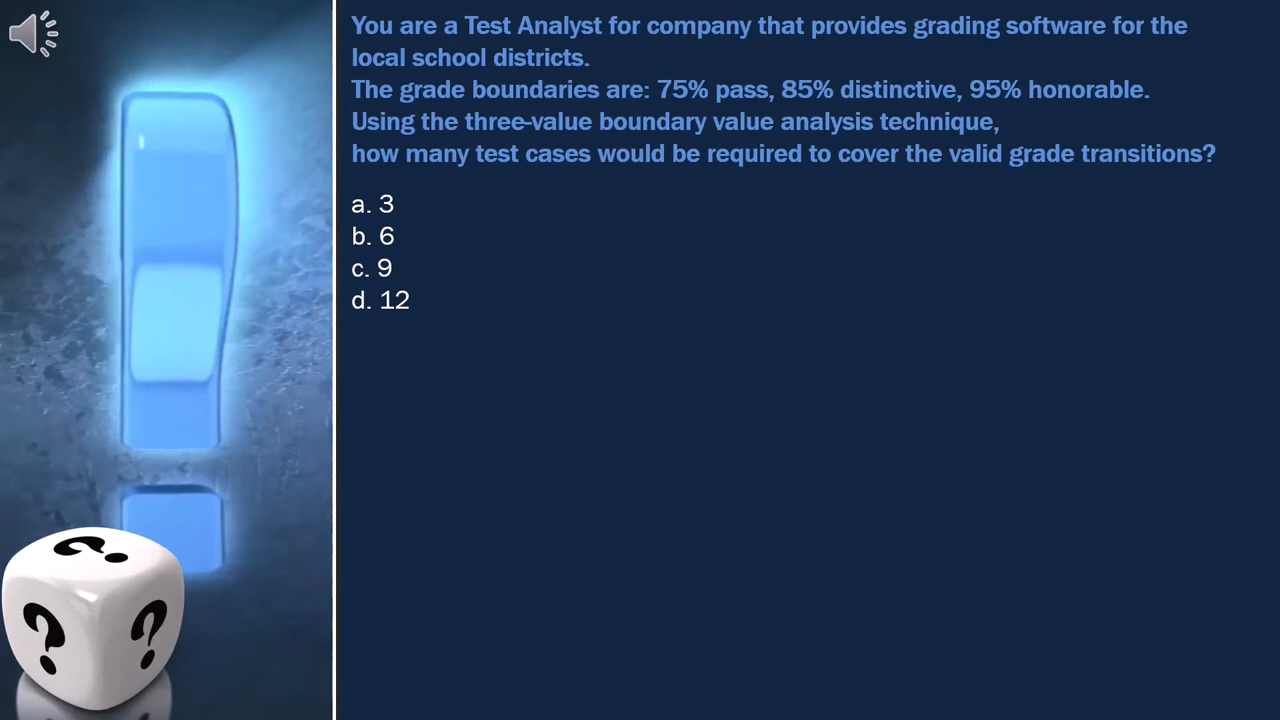 You are a Test Analyst for company that provides grading software for the
local school districts.
The grade boundaries are: 75% pass, 85% distinctive, 95% honorable.
Using the three-value boundary value analysis technique,
how many test cases would be required to cover the valid grade transitions?
a. 3
b. 6
c. 9
d. 12
? ? ?